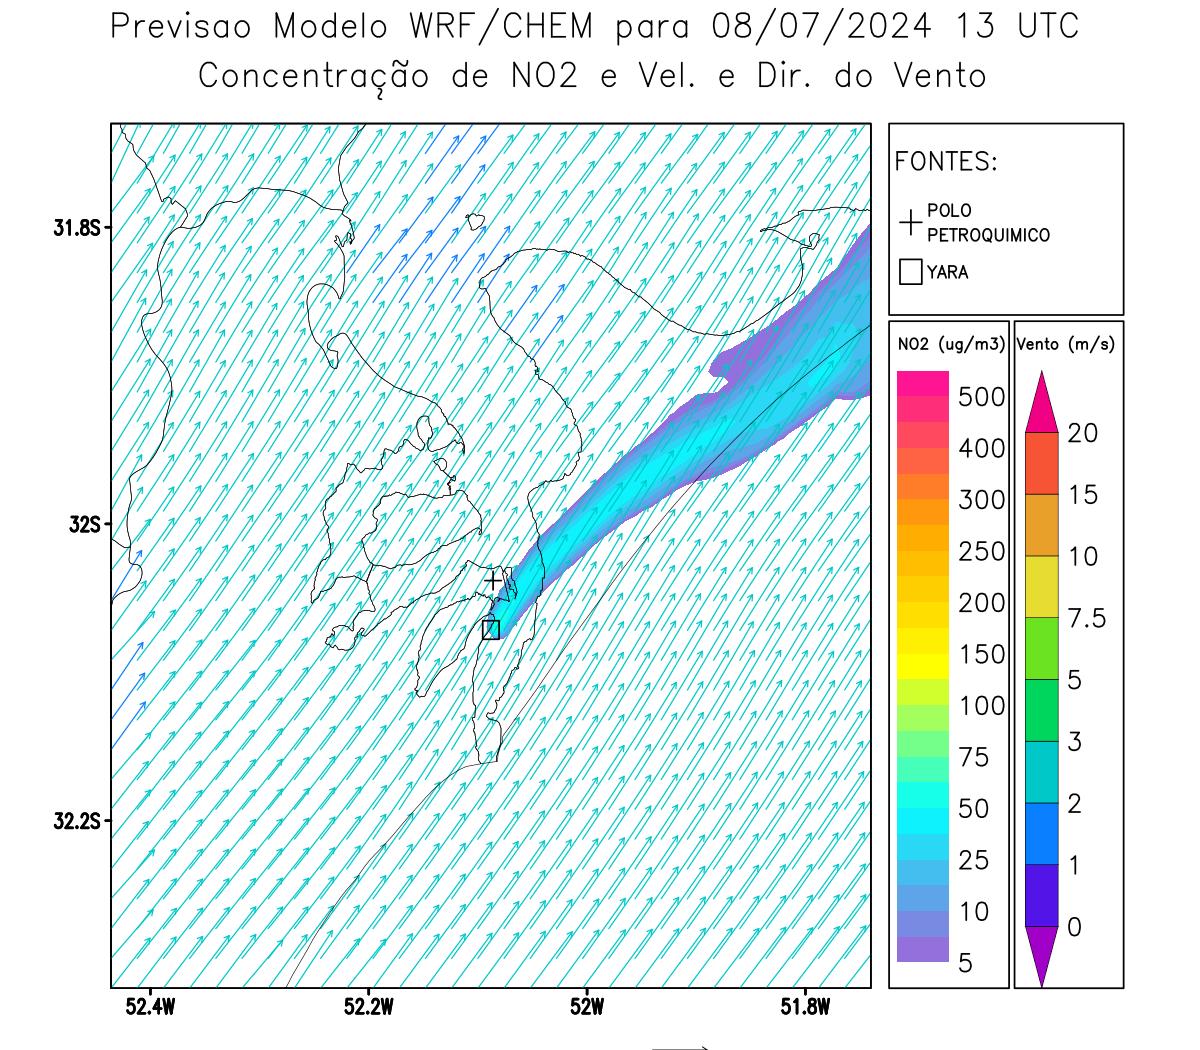 Previsao Modelo WRF/CHEM para 08/07/2024 13 UTC
Concentração de NO2 e Vel. e Dir. do Vento
FONTES:
POLO
PETROQUIMICO
YARA
NO2 (ug/m3)
500
400
300
250
200
150
100
75
50
25
10
5
Vento (m/s)
20
15
10
7.5
5
3
2
1
0
31.8S
32S
32.2S
52.4W
52.2W
52W
51.8W